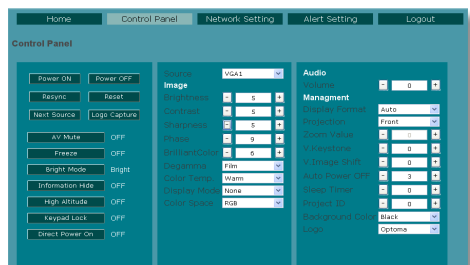 Home Control Panel Network Setting Alert Setting Logout
Control Panel
Power ON Power OFF
Resync Reset
Next Source Logo Capture
AV Mute OFF
Freeze OFF
Bright Mode Bright
Information Hide OFF
High Altitude OFF
Keypad Lock OFF
Direct Power On OFF
Source VGA1
Image
Brightness - 5 +
Contrast - 5 +
Sharpness - 5 +
Phase - 9 +
BrilliantColor - 6 +
Degamma Film
Color Temp. Warm
Display Mode None
Color Space RGB
Audio
Volume - 0 +
Managment
Display Format Auto
Projection Front
Zoom Value - 0 +
V.Keystone - 0 +
V.Image Shift - 0 +
Auto Power OFF - 3 +
Sleep Timer - 0 +
Project ID - 0 +
Background Color Black
Logo Optoma